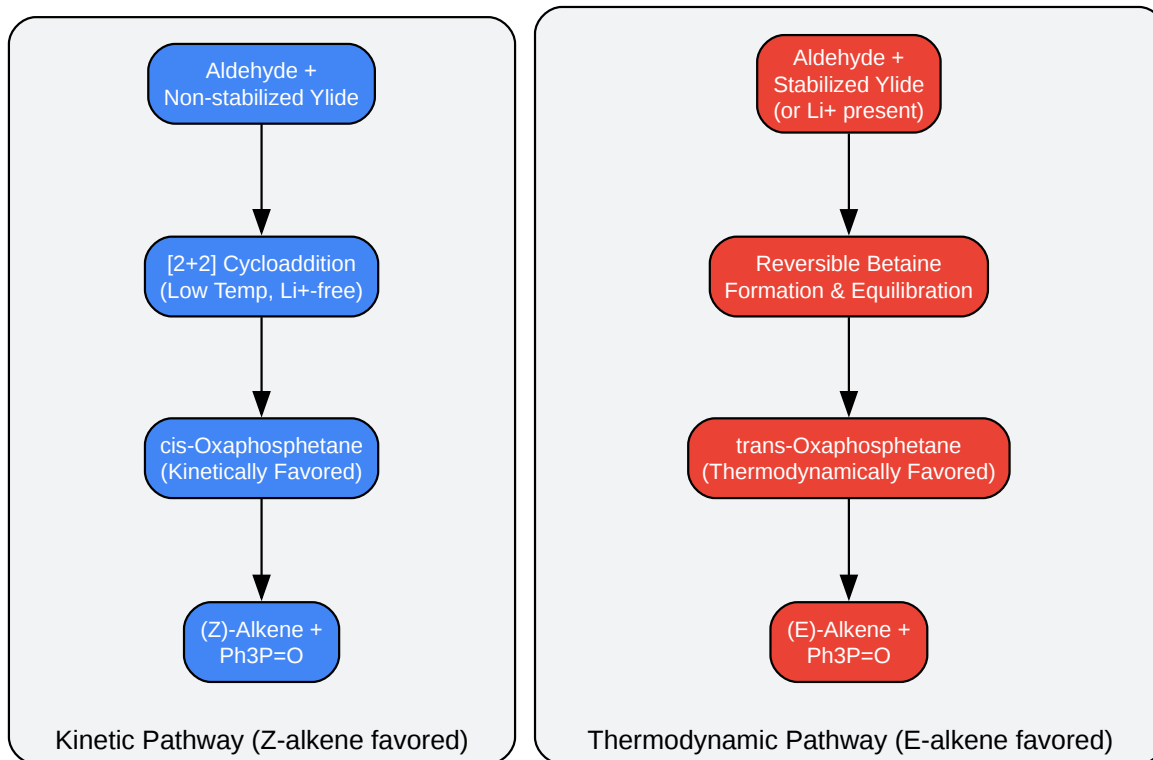 Aldehyde +
Non-stabilized Ylide
[2+2] Cycloaddition
(Low Temp, Li+-free)
cis-Oxaphosphetane
(Kinetically Favored)
(Z)-Alkene +
Ph3P=O
Kinetic Pathway (Z-alkene favored)
Aldehyde +
Stabilized Ylide
(or Li+ present)
Reversible Betaine
Formation & Equilibration
trans-Oxaphosphetane
(Thermodynamically Favored)
(E)-Alkene +
Ph3P=O
Thermodynamic Pathway (E-alkene favored)